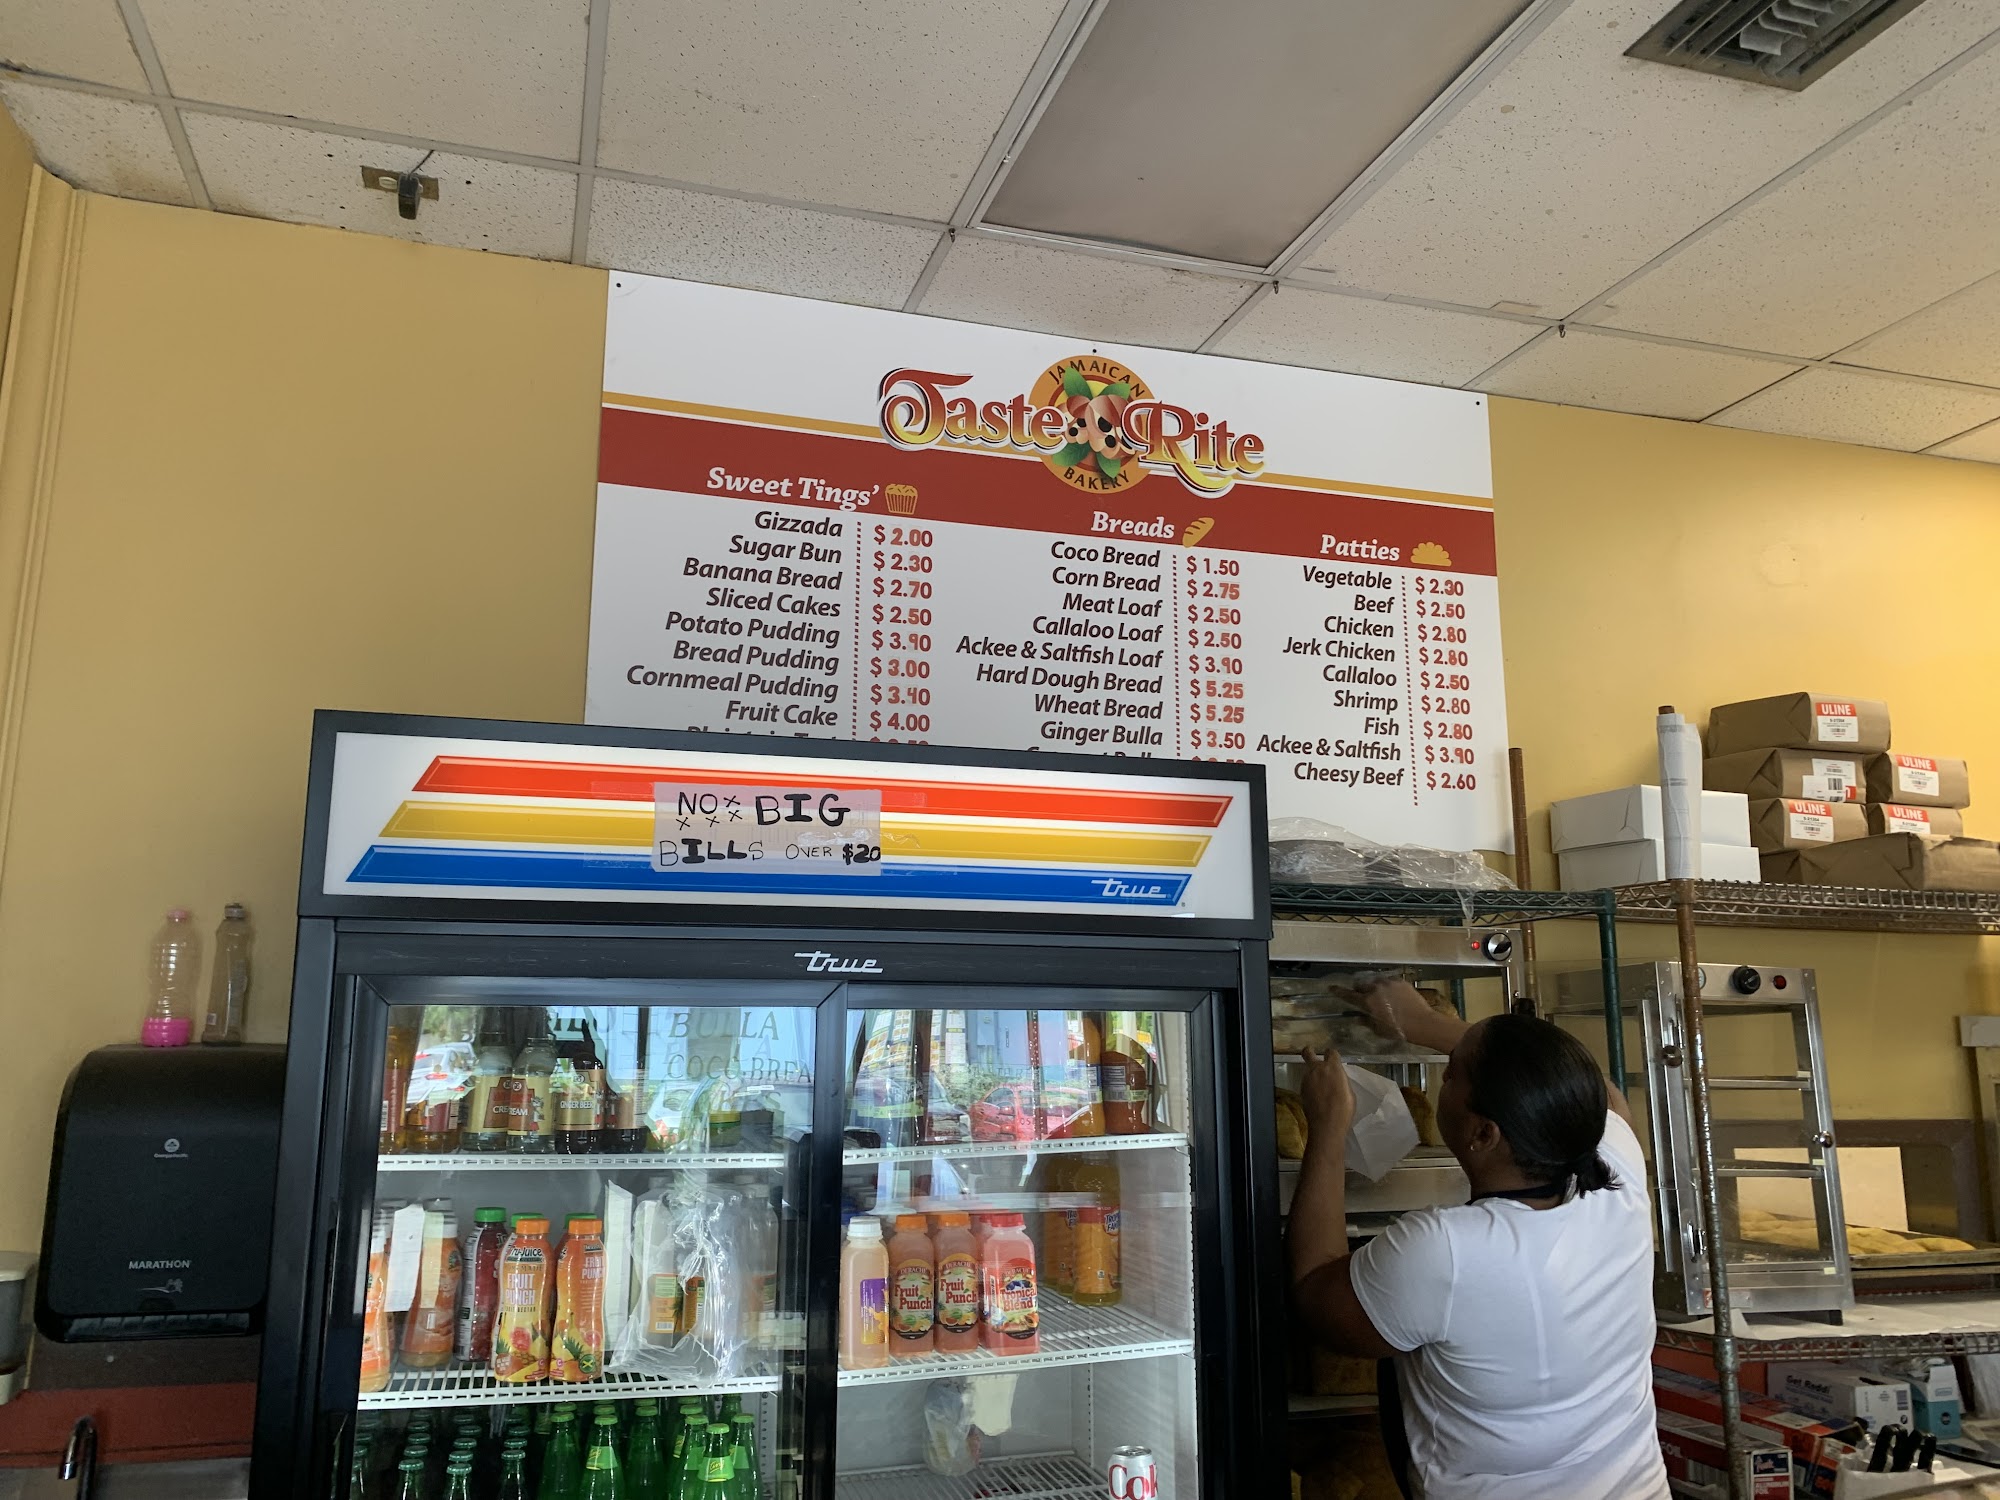 JAMAICAN
Taste Rite
BAKERY
Sweet Tings'
Gizzada $ 2.00
Sugar Bun $ 2.30
Banana Bread $ 2.70
Sliced Cakes $ 2.50
Potato Pudding $ 3.90
Bread Pudding $ 3.00
Cornmeal Pudding $ 3.40
Fruit Cake $ 4.00
Breads
Coco Bread $ 1.50
Corn Bread $ 2.75
Meat Loaf $ 2.50
Callaloo Loaf $ 2.50
Ackee & Saltfish Loaf $ 3.90
Hard Dough Bread $ 5.25
Wheat Bread $ 5.25
Ginger Bulla $ 3.50
Patties
Vegetable $ 2.30
Beef $ 2.50
Chicken $ 2.80
Jerk Chicken $ 2.80
Callaloo $ 2.50
Shrimp $ 2.80
Fish $ 2.80
Ackee & Saltfish $ 3.90
Cheesy Beef $ 2.60
NO BIG
BILLS OVER $20
true
true
ULINE
ULINE
ULINE
ULINE
BULLA
COCO-BREA
MARATHON
CREAM
GINGER BEER
FRUIT
PUNCH
Fruit
Punch
Fruit
Punch
Tropical
Blend
Cok